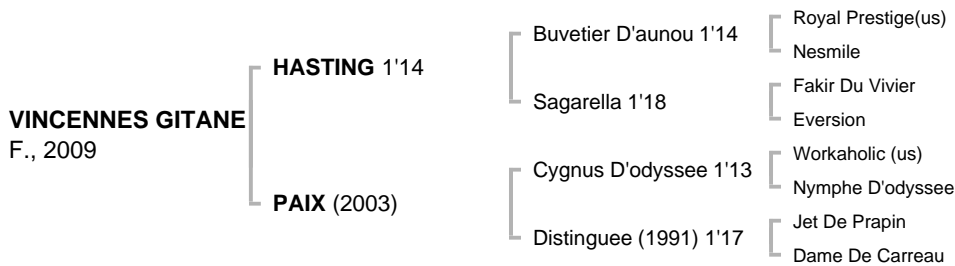 VINCENNES GITANE
F., 2009
HASTING 1'14
PAIX (2003)
Buvetier D'aunou 1'14
Sagarella 1'18
Cygnus D'odyssee 1'13
Distinguee (1991) 1'17
Royal Prestige(us)
Nesmile
Fakir Du Vivier
Eversion
Workaholic (us)
Nymphe D'odyssee
Jet De Prapin
Dame De Carreau